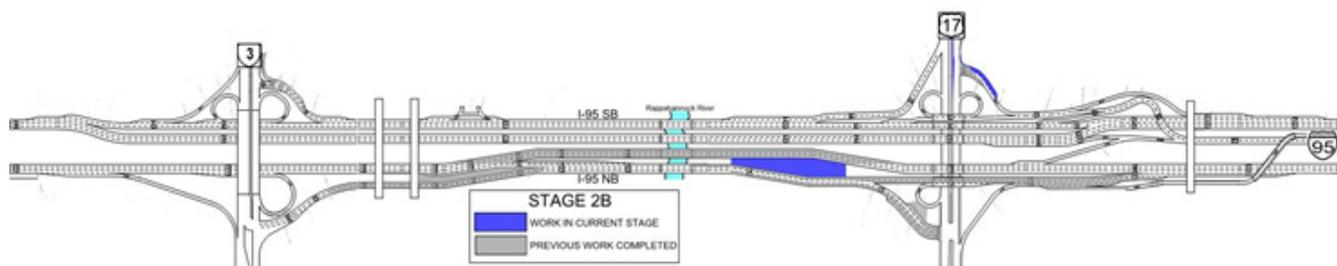 17
3
Rappahannock River
I-95 SB
95
I-95 NB
STAGE 2B
WORK IN CURRENT STAGE
PREVIOUS WORK COMPLETED